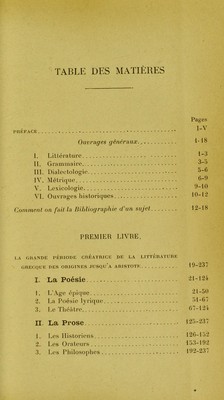 TABLE DES MATIÈRES
Pages
PRÉFACE I-V
Ouvrages généraux 1-18
I. Littérature 1-3
II. Grammaire 3-5
III. Dialectologie 5-6
IV. Métrique 6-9
V. Lexicologie 9-10
VI. Ouvrages historiques 10-12
Comment on fait la Bibliographie d'un sujet 12-18
PREMIER LIVRE.
LA GRANDE PÉRIODE CRÉATRICE DE LA LITTÉRATURE
GRECQUE DES ORIGINES JUSQU'A ARISTOTE 19-237
I. La Poésie 21-124
1. L'Age épique 21-50
2. La Poésie lyrique 51-67
3. Le Théâtre 67-124
II. La Prose 125-237
1. Les Historiens 126-152
2. Les Orateurs 153-192
3. Les Philosophes 192-237